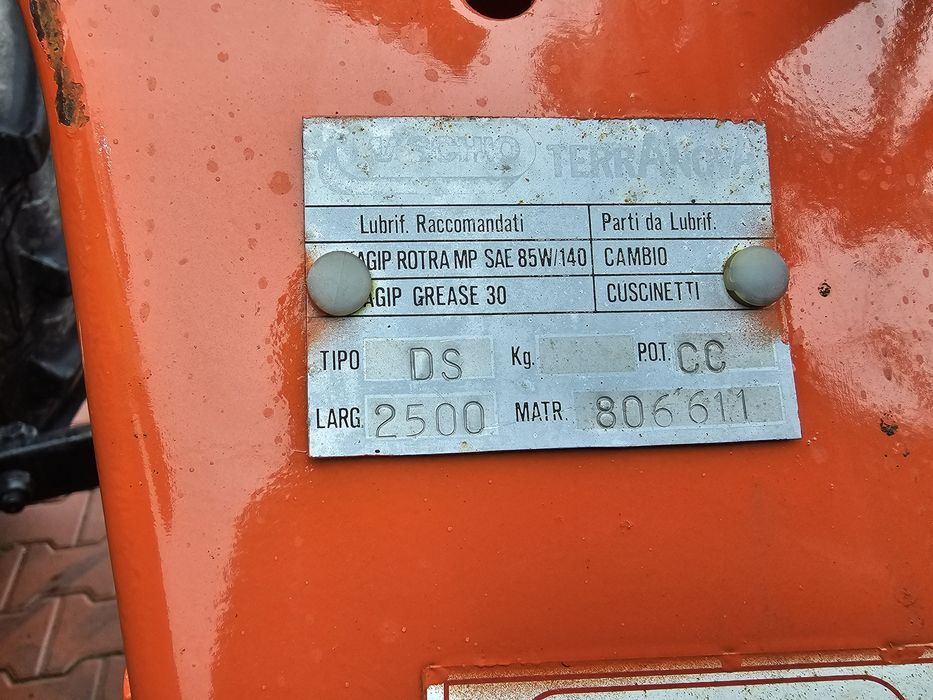 TERRANOVA
Lubrif. Raccomandati Parti da Lubrif.
AGIP ROTRA MP SAE 85W/140 CAMBIO
AGIP GREASE 30 CUSCINETTI
TIPO DS Kg. P.O.T. CC
LARG. 2500 MATR. 806611